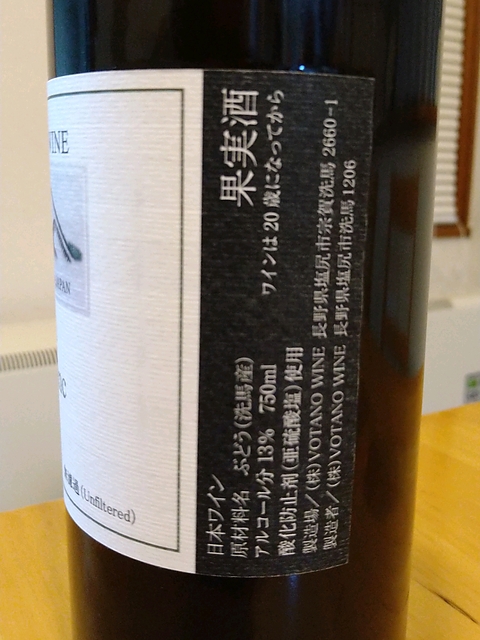 WINE
JAPAN
濾過 (Unfiltered)
果実酒
ワインは20歳になってから
日本ワイン
原材料名 ぶどう(洗馬産)
アルコール分 13% 750ml
酸化防止剤(亜硫酸塩)使用
製造場/(株)VOTANO WINE 長野県塩尻市宗賀洗馬 2660-1
製造者/(株)VOTANO WINE 長野県塩尻市洗馬 1206